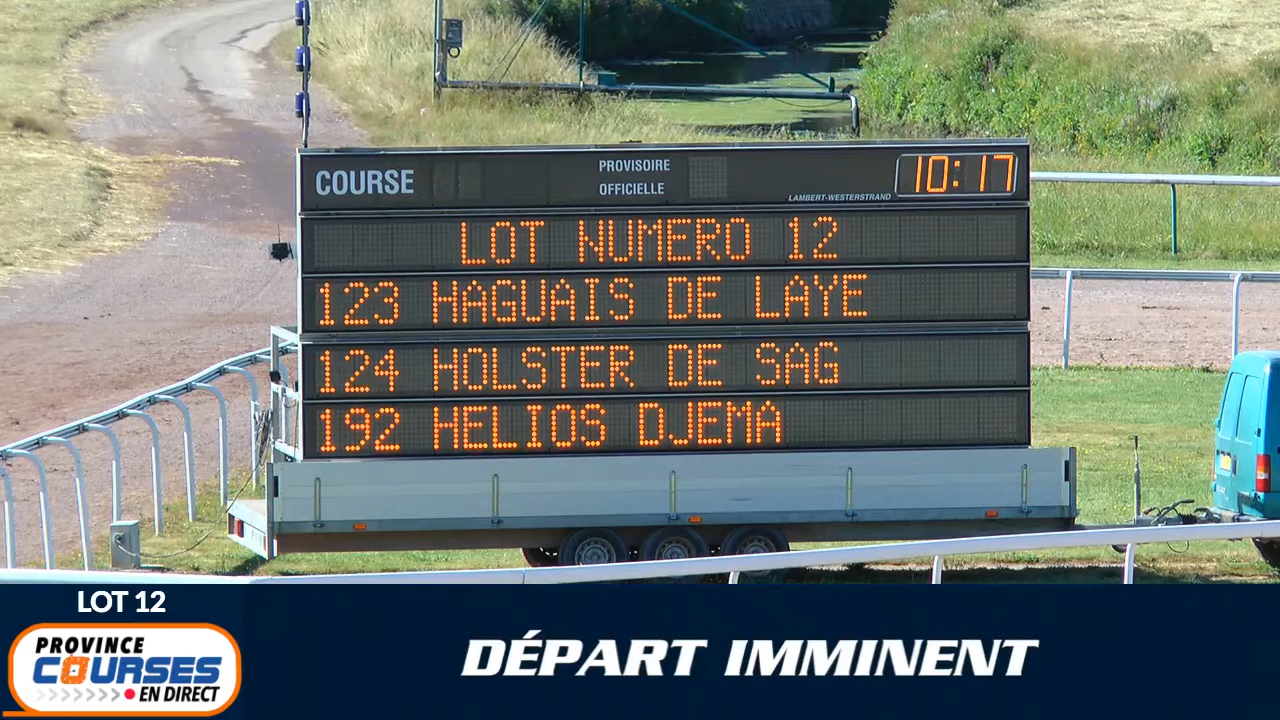 COURSE
PROVISOIRE
OFFICIELLE
LAMBERT-WESTERSTRAND
10:17
LOT NUMERO 12
123 HAGUAIS DE LAYE
124 HOLSTER DE SAG
192 HELIOS DJEMA
LOT 12
PROVINCE
COURSES
EN DIRECT
DÉPART IMMINENT